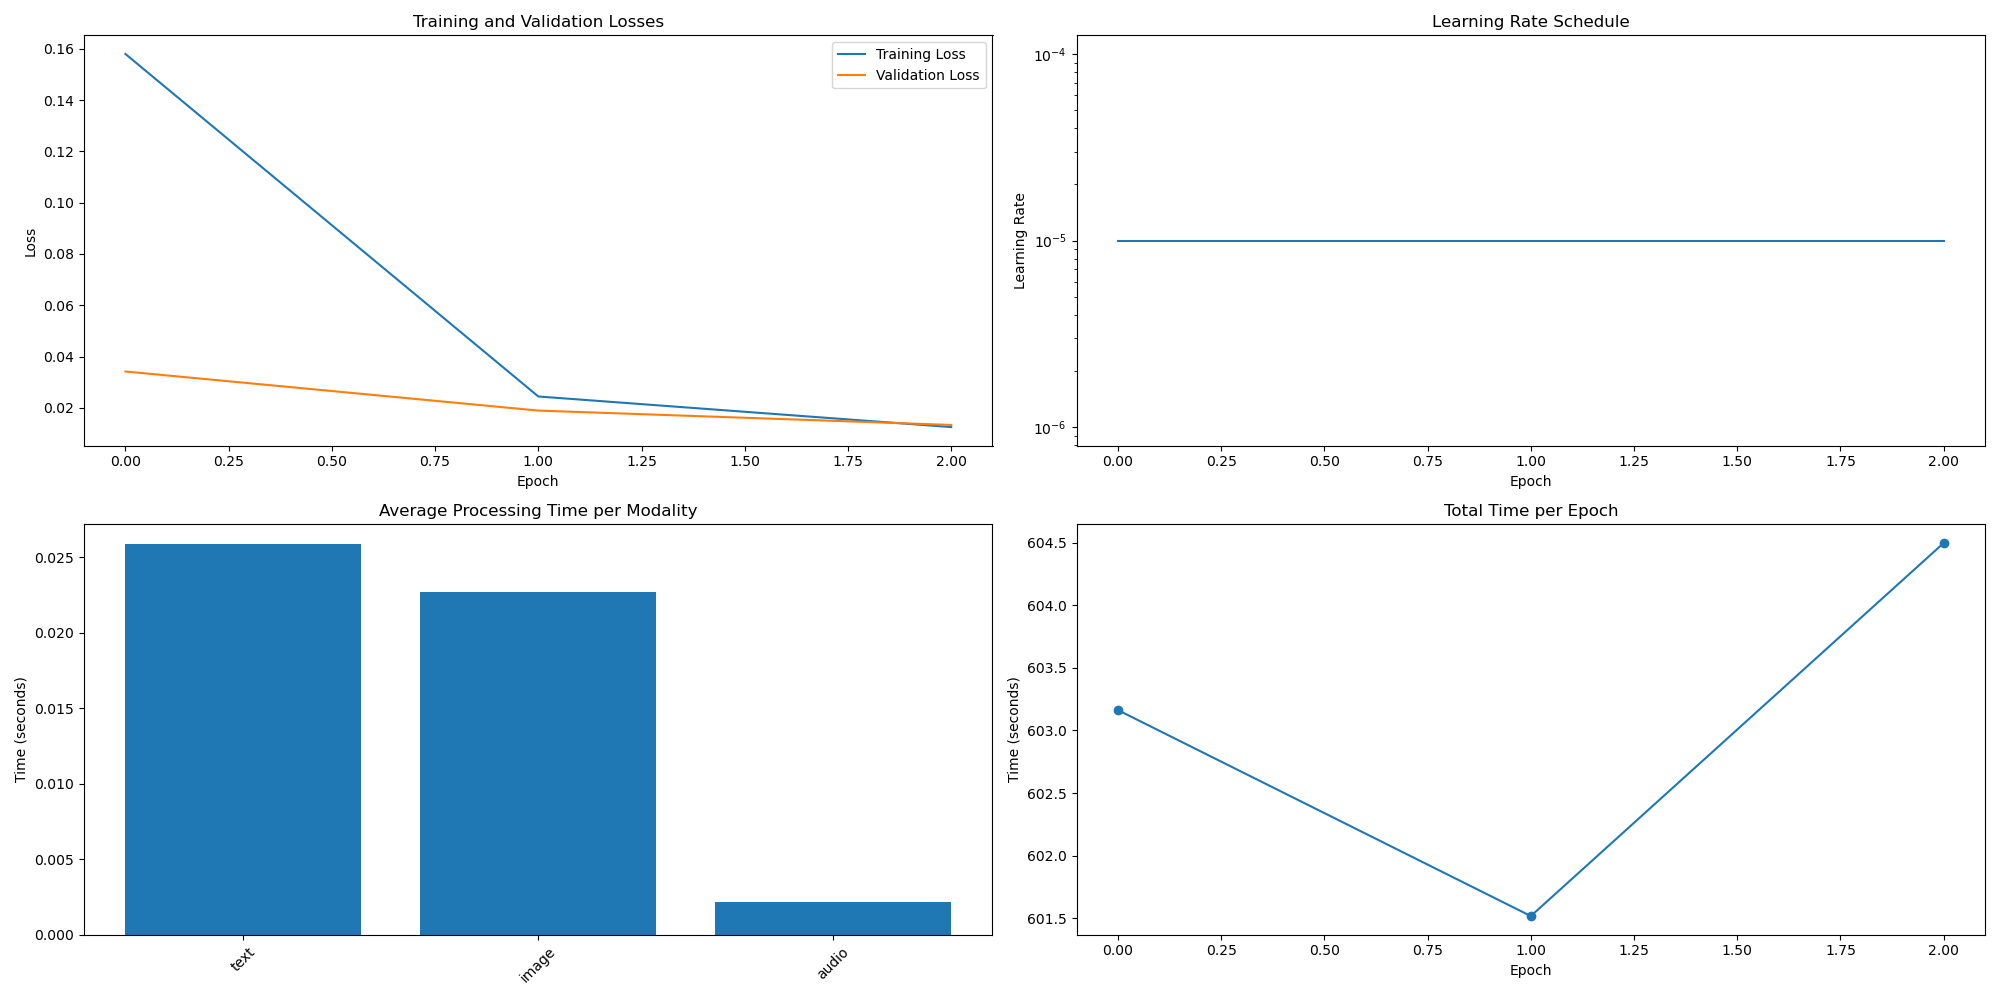 Training and Validation Losses
Loss
0.16
0.14
0.12
0.10
0.08
0.06
0.04
0.02
Training Loss
Validation Loss
0.00 0.25 0.50 0.75 1.00 1.25 1.50 1.75 2.00
Epoch
Learning Rate Schedule
Learning Rate
10⁻⁴
10⁻⁵
10⁻⁶
0.00 0.25 0.50 0.75 1.00 1.25 1.50 1.75 2.00
Epoch
Average Processing Time per Modality
Time (seconds)
0.025
0.020
0.015
0.010
0.005
0.000
text image audio
Total Time per Epoch
Time (seconds)
604.5
604.0
603.5
603.0
602.5
602.0
601.5
0.00 0.25 0.50 0.75 1.00 1.25 1.50 1.75 2.00
Epoch